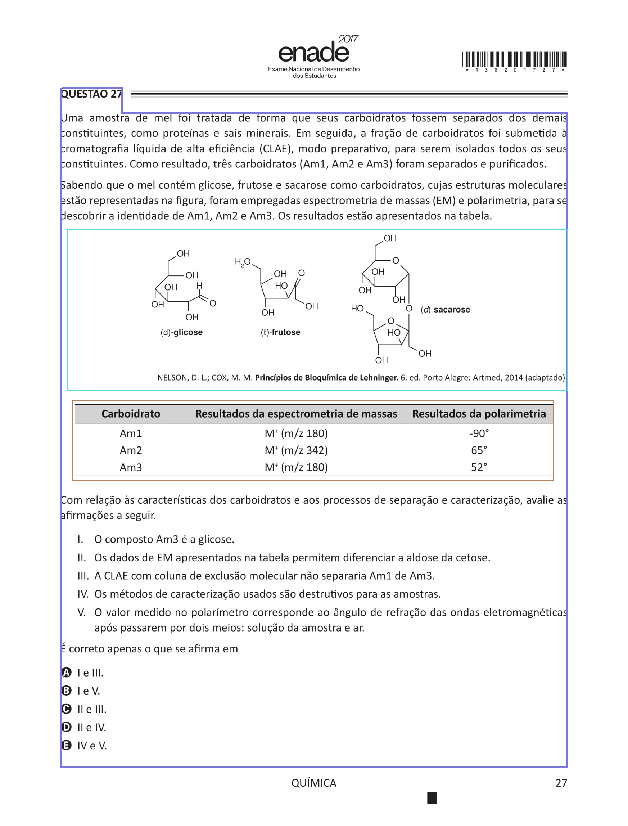 2017
enade
Exame Nacional de Desempenho
dos Estudantes
*R3020172 7*
QUESTÃO 27
Uma amostra de mel foi tratada de forma que seus carboidratos fossem separados dos demais
constituintes, como proteínas e sais minerais. Em seguida, a fração de carboidratos foi submetida à
cromatografia líquida de alta eficiência (CLAE), modo preparativo, para serem isolados todos os seus
constituintes. Como resultado, três carboidratos (Am1, Am2 e Am3) foram separados e purificados.
Sabendo que o mel contém glicose, frutose e sacarose como carboidratos, cujas estruturas moleculares
estão representadas na figura, foram empregadas espectrometria de massas (EM) e polarimetria, para se
descobrir a identidade de Am1, Am2 e Am3. Os resultados estão apresentados na tabela.
OH
OH
OH
H
OH
O
OH
(d)-glicose
H₂O
OH
O
HO
OH
OH
(ℓ)-frutose
OH
O
OH
OH
OH
HO
O
O
HO
OH
OH
(d) sacarose
NELSON, D. L.; COX, M. M. Princípios de Bioquímica de Lehninger. 6. ed. Porto Alegre: Artmed, 2014 (adaptado)
Carboidrato Resultados da espectrometria de massas Resultados da polarimetria
Am1 M⁺ (m/z 180) -90°
Am2 M⁺ (m/z 342) 65°
Am3 M⁺ (m/z 180) 52°
Com relação às características dos carboidratos e aos processos de separação e caracterização, avalie as
afirmações a seguir.
I. O composto Am3 é a glicose.
II. Os dados de EM apresentados na tabela permitem diferenciar a aldose da cetose.
III. A CLAE com coluna de exclusão molecular não separaria Am1 de Am3.
IV. Os métodos de caracterização usados são destrutivos para as amostras.
V. O valor medido no polarímetro corresponde ao ângulo de refração das ondas eletromagnéticas
após passarem por dois meios: solução da amostra e ar.
É correto apenas o que se afirma em
A I e III.
B I e V.
C II e III.
D II e IV.
E IV e V.
QUÍMICA 27